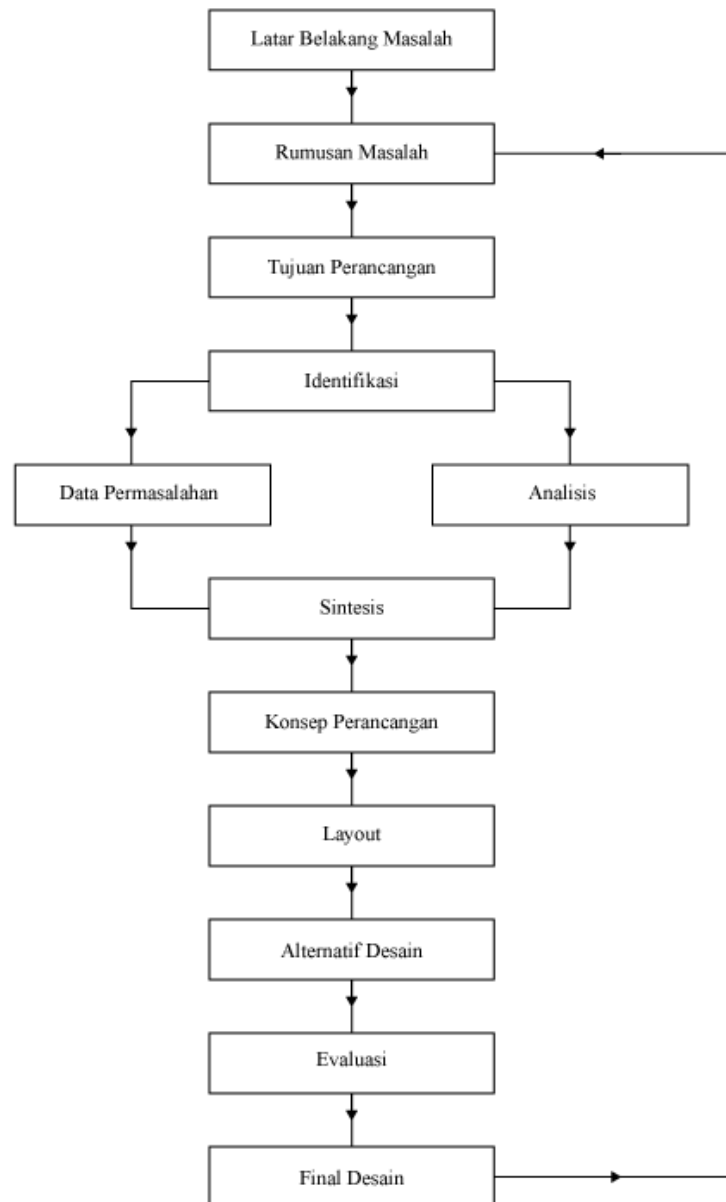 Latar Belakang Masalah
Rumusan Masalah
Tujuan Perancangan
Identifikasi
Data Permasalahan
Analisis
Sintesis
Konsep Perancangan
Layout
Alternatif Desain
Evaluasi
Final Desain